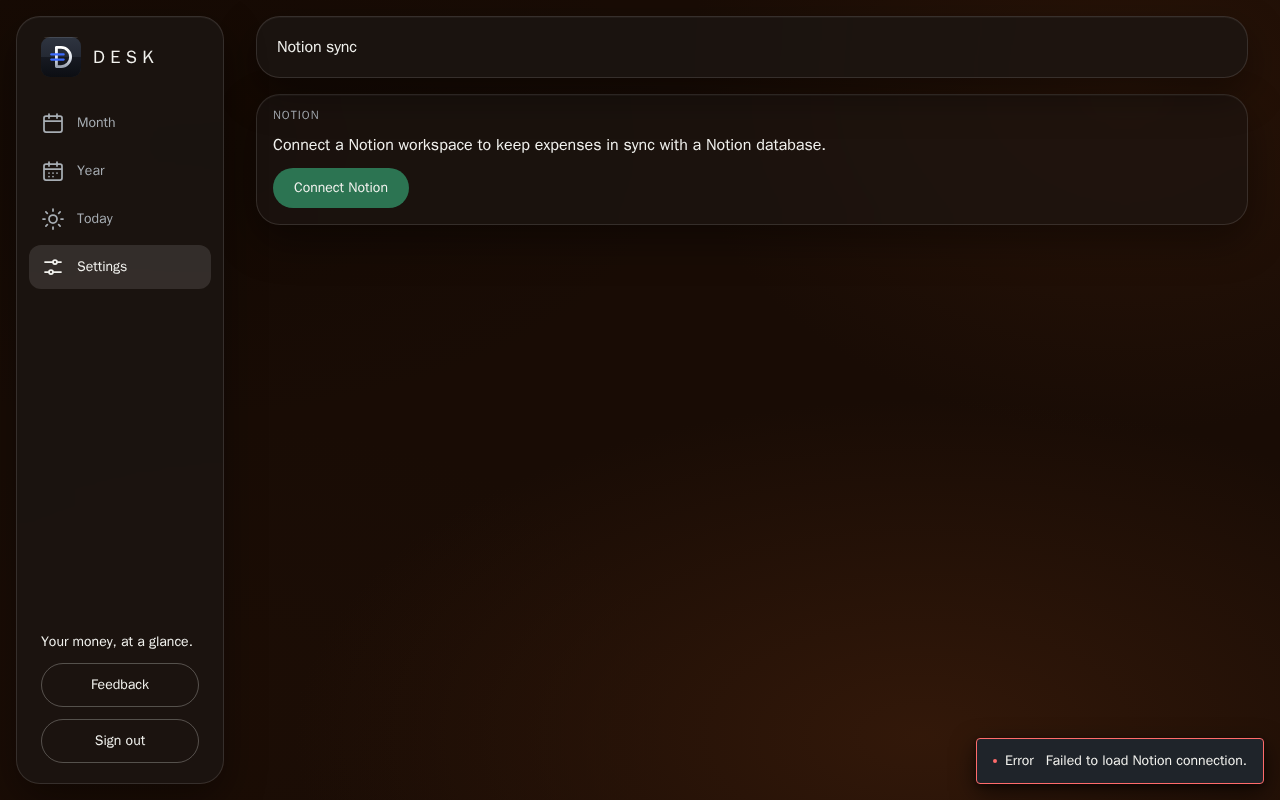 DESK
Month
Year
Today
Settings
Your money, at a glance.
Feedback
Sign out
Notion sync
NOTION
Connect a Notion workspace to keep expenses in sync with a Notion database.
Connect Notion
Error Failed to load Notion connection.